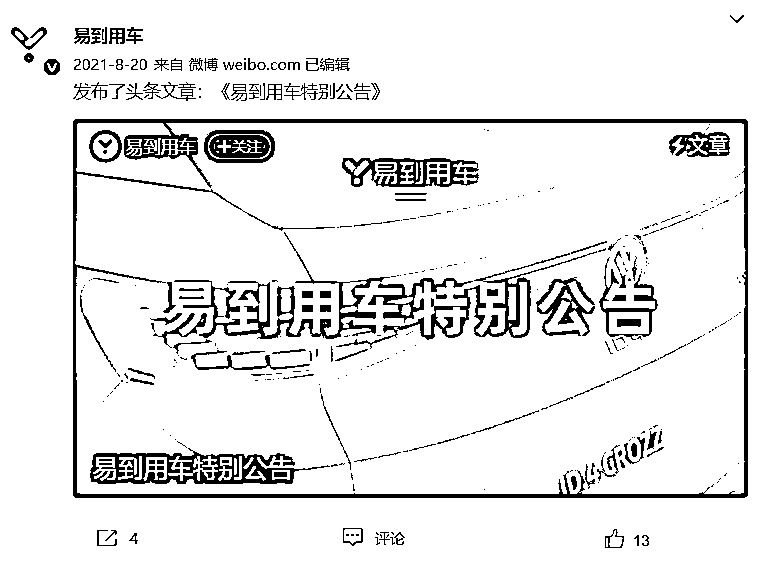 易到用车
2021-8-20 来自 微博 weibo.com 已编辑
发布了头条文章：《易到用车特别公告》
易到用车 +关注
文章
易到用车
易到用车特别公告
ID.4 CROZZ
易到用车特别公告
4 评论 13